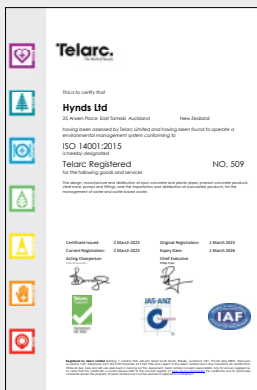 Telarc.
This is to certify that
Hynds Ltd
25 Arwen Place East Tamaki Auckland New Zealand
having been assessed by Telarc Limited and having been found to operate a
environmental management system conforming to
ISO 14001:2015
is hereby designated
Telarc Registered NO. 509
for the following goods and services
The design, manufacture and distribution of spun concrete and plastic pipes, precast concrete products,
steelware, pumps and fittings, and the importation and distribution of associated products, for the
management of waste and water based waste.
Certificate Issued: 2 March 2023 Original Registration: 1 March 2023
Current Registration: 2 March 2023 Expiry Date: 1 March 2026
Acting Chairperson Chief Executive
Telarc
JAS-ANZ
IAF